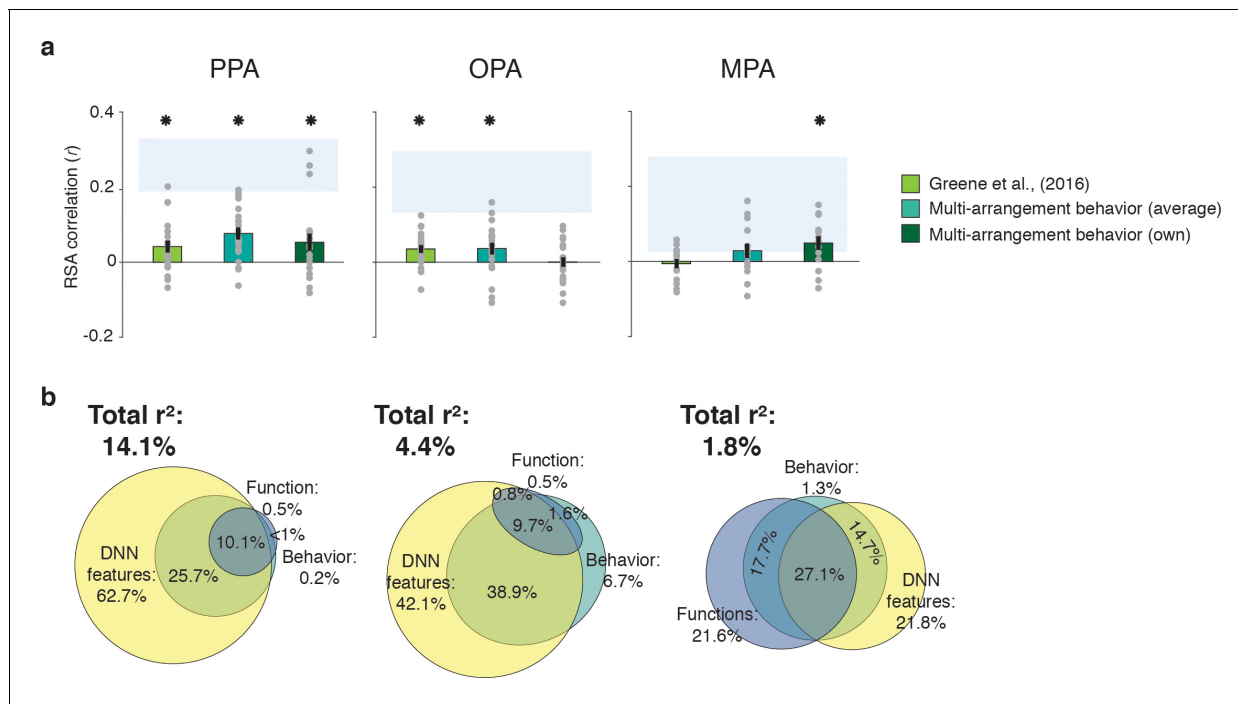 a
PPA
OPA
MPA
0.4
0.2
0
-0.2
RSA correlation (r)
* * *
* *
*
Greene et al., (2016)
Multi-arrangement behavior (average)
Multi-arrangement behavior (own)
b
Total r²:
14.1%
Function:
0.5%
<1%
Behavior:
0.2%
10.1%
25.7%
DNN
features:
62.7%
Total r²:
4.4%
Function:
0.5%
0.8%
1.6%
9.7%
Behavior:
6.7%
DNN
features:
42.1%
38.9%
Total r²:
1.8%
Behavior:
1.3%
17.7%
14.7%
27.1%
DNN
features:
21.8%
Functions:
21.6%